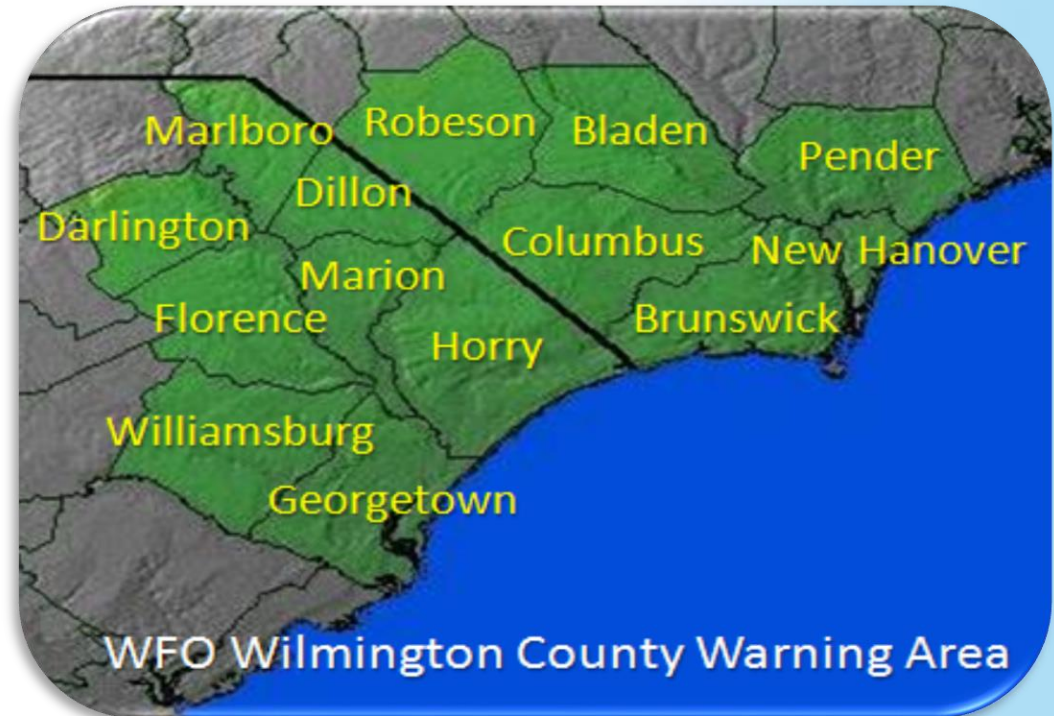 Marlboro
Robeson
Bladen
Pender
Dillon
Darlington
Columbus
New Hanover
Marion
Florence
Brunswick
Horry
Williamsburg
Georgetown
WFO Wilmington County Warning Area